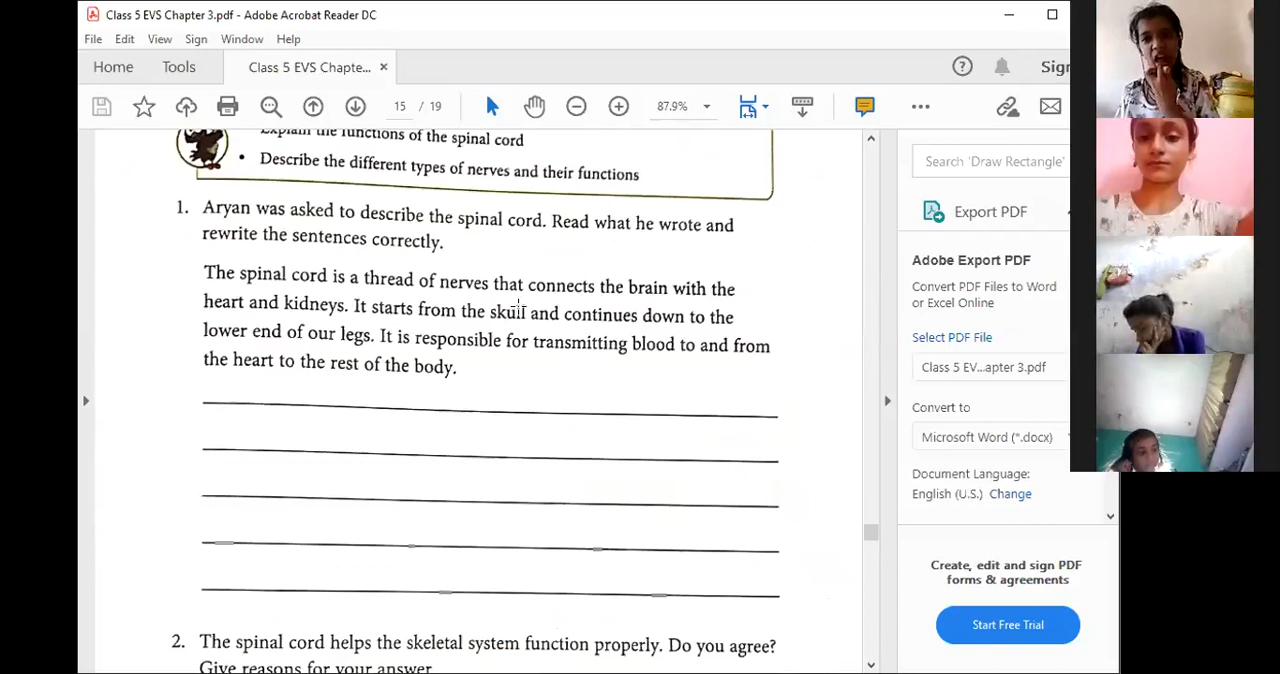 Class 5 EVS Chapter 3.pdf - Adobe Acrobat Reader DC
File Edit View Sign Window Help
Home Tools Class 5 EVS Chapte... ×
15 / 19 87.9%
Sign
Explain the functions of the spinal cord
• Describe the different types of nerves and their functions
1. Aryan was asked to describe the spinal cord. Read what he wrote and
rewrite the sentences correctly.
The spinal cord is a thread of nerves that connects the brain with the
heart and kidneys. It starts from the skull and continues down to the
lower end of our legs. It is responsible for transmitting blood to and from
the heart to the rest of the body.
2. The spinal cord helps the skeletal system function properly. Do you agree?
Give reasons for your answer
Search 'Draw Rectangle'
Export PDF
Adobe Export PDF
Convert PDF Files to Word
or Excel Online
Select PDF File
Class 5 EV...apter 3.pdf
Convert to
Microsoft Word (*.docx)
Document Language:
English (U.S.) Change
Create, edit and sign PDF
forms & agreements
Start Free Trial